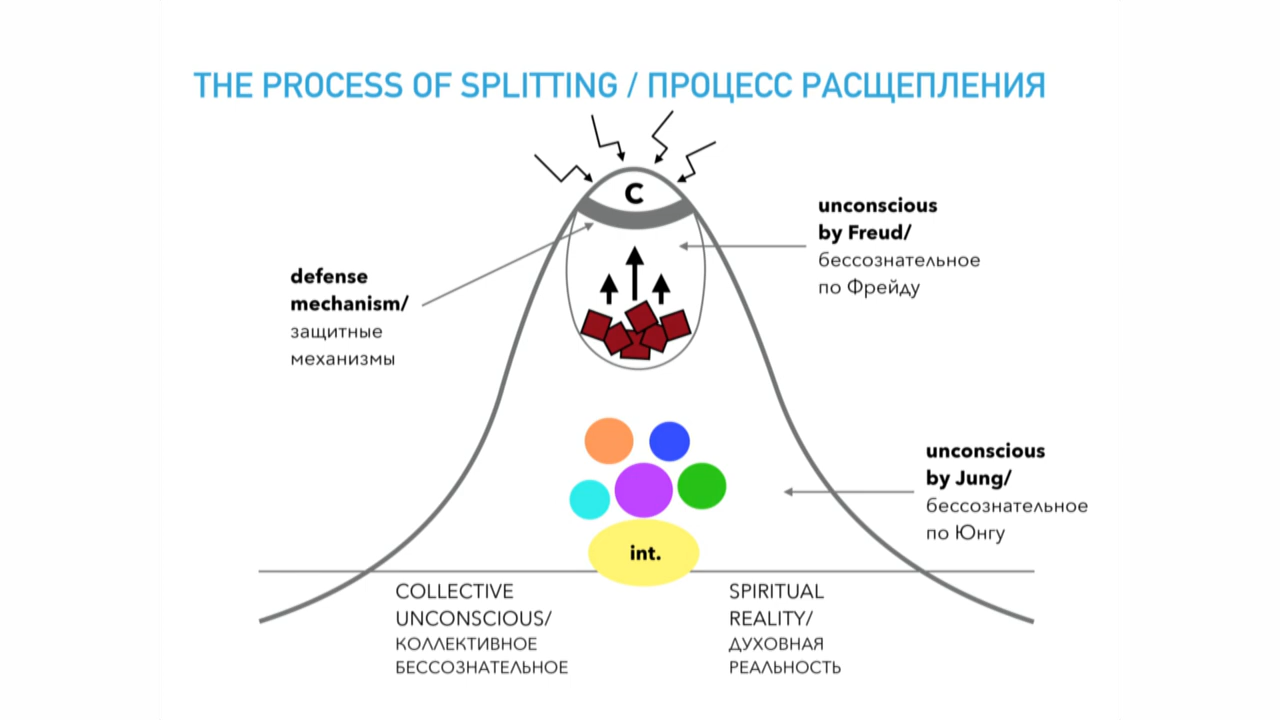 THE PROCESS OF SPLITTING / ПРОЦЕСС РАСЩЕПЛЕНИЯ
C
unconscious
by Freud/
бессознательное
по Фрейду
defense
mechanism/
защитные
механизмы
unconscious
by Jung/
бессознательное
по Юнгу
int.
COLLECTIVE
UNCONSCIOUS/
КОЛЛЕКТИВНОЕ
БЕССОЗНАТЕЛЬНОЕ
SPIRITUAL
REALITY/
ДУХОВНАЯ
РЕАЛЬНОСТЬ